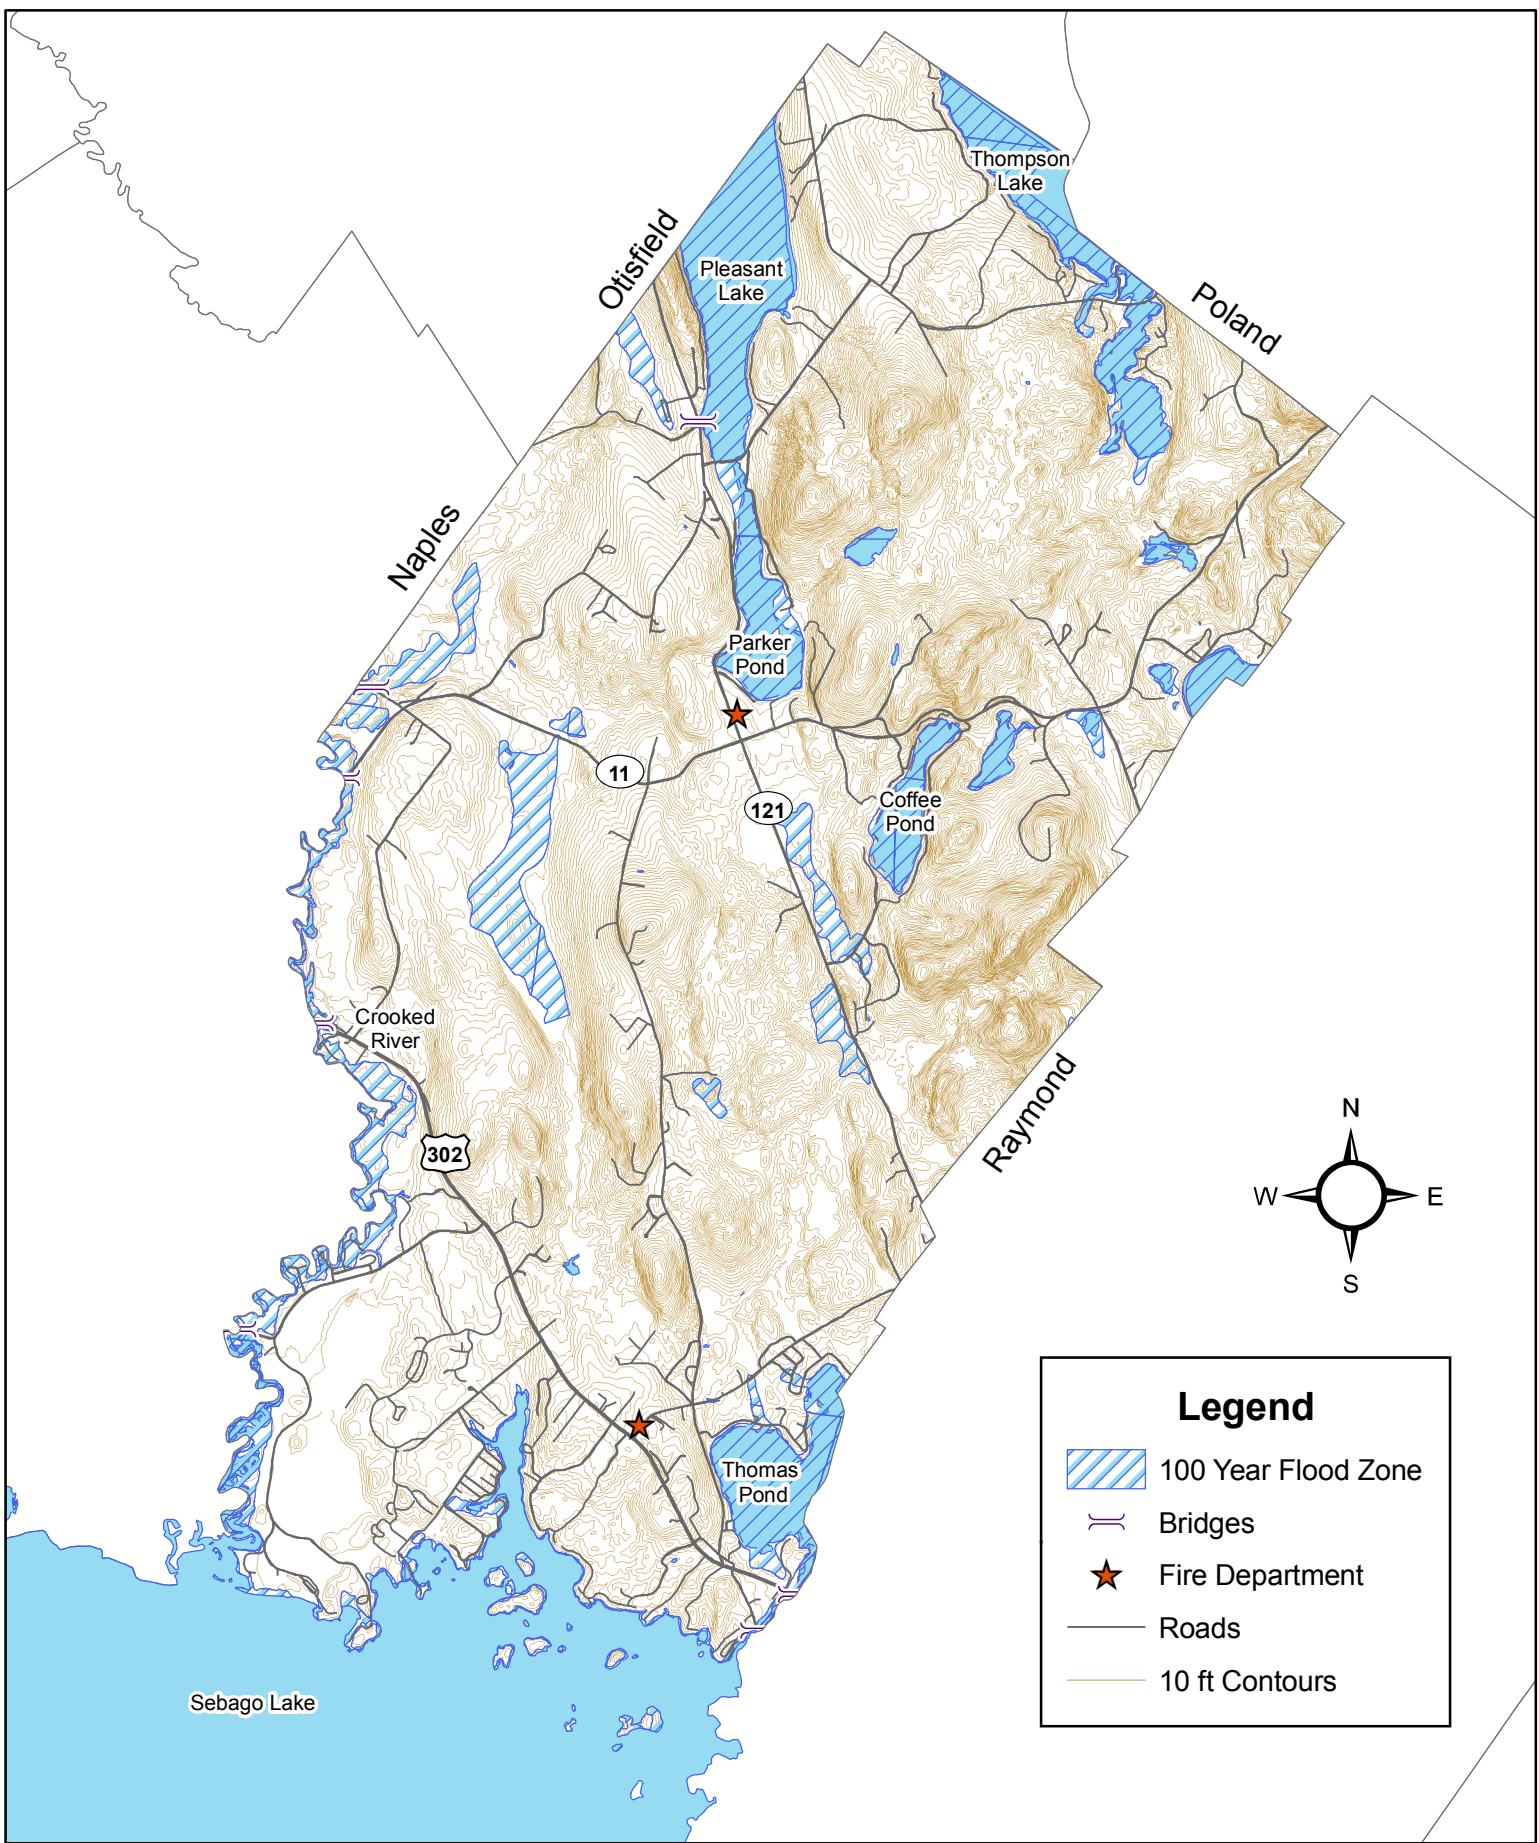 Thompson
Lake
Otisfield
Pleasant
Lake
Poland
Naples
Parker
Pond
11
121
Coffee
Pond
Crooked
River
Raymond
302
N
W
E
S
Legend
100 Year Flood Zone
Bridges
Fire Department
Roads
10 ft Contours
Thomas
Pond
Sebago Lake